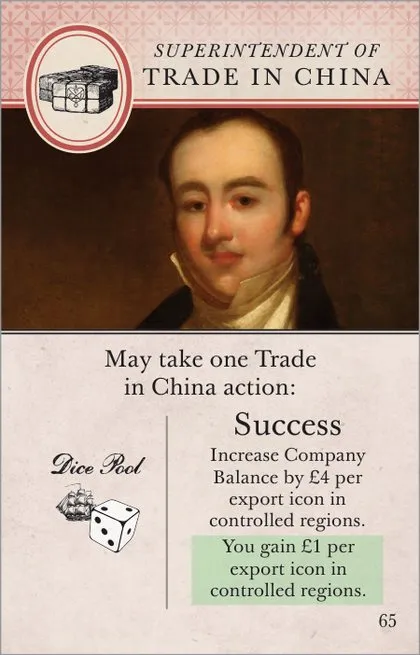 SUPERINTENDENT OF
TRADE IN CHINA
May take one Trade
in China action:
Dice Pool
Success
Increase Company
Balance by £4 per
export icon in
controlled regions.
You gain £1 per
export icon in
controlled regions.
65